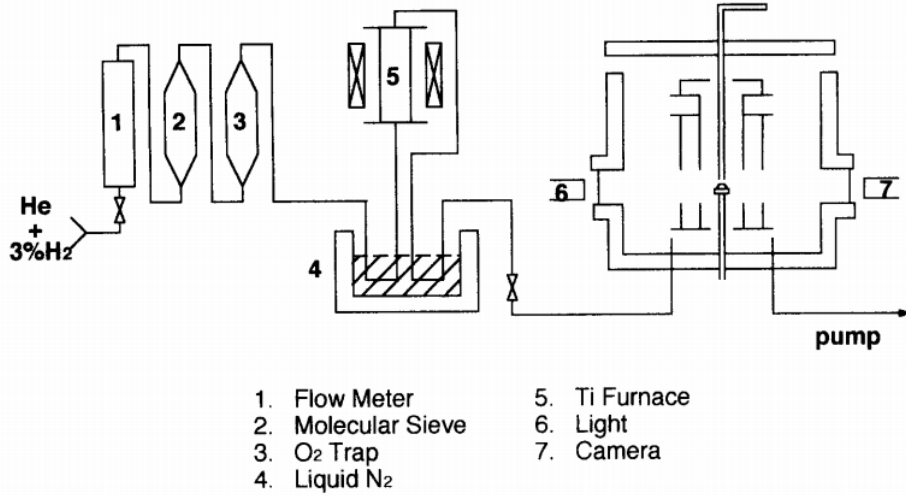 1
2
3
5
He
+
3%H2
4
6
7
pump
1. Flow Meter
2. Molecular Sieve
3. O2 Trap
4. Liquid N2
5. Ti Furnace
6. Light
7. Camera